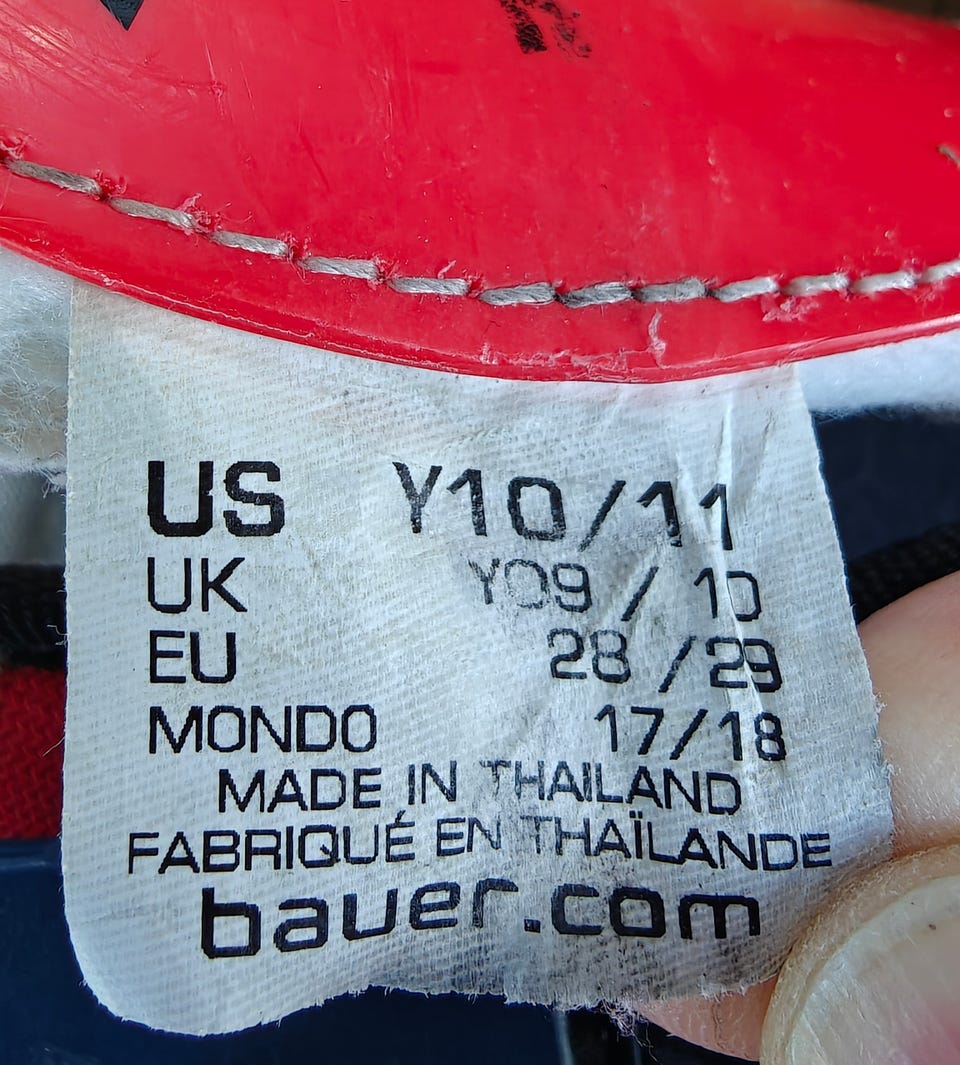 US Y10/11
UK Y09/10
EU 28/29
MONDO 17/18
MADE IN THAILAND
FABRIQUÉ EN THAÏLANDE
bauer.com